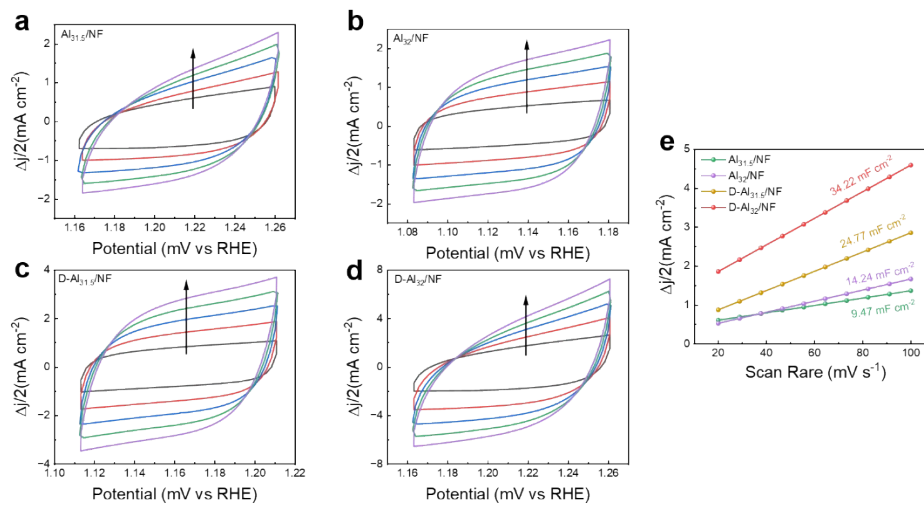 a
Al31.5/NF
2
1
0
−1
−2
Δj/2(mA cm-2)
1.16 1.18 1.20 1.22 1.24 1.26
Potential (mV vs RHE)
b
Al32/NF
2
0
−2
Δj/2(mA cm-2)
1.08 1.10 1.12 1.14 1.16 1.18
Potential (mV vs RHE)
c
D-Al31.5/NF
4
2
0
−2
−4
Δj/2(mA cm-2)
1.10 1.12 1.14 1.16 1.18 1.20 1.22
Potential (mV vs RHE)
d
D-Al32/NF
8
4
0
−4
−8
Δj/2(mA cm-2)
1.16 1.18 1.20 1.22 1.24 1.26
Potential (mV vs RHE)
e
Al31.5/NF
Al32/NF
D-Al31.5/NF
D-Al32/NF
34.22 mF cm-2
24.77 mF cm-2
14.24 mF cm-2
9.47 mF cm-2
5
4
3
2
1
0
Δj/2(mA cm-2)
20 40 60 80 100
Scan Rare (mV s-1)